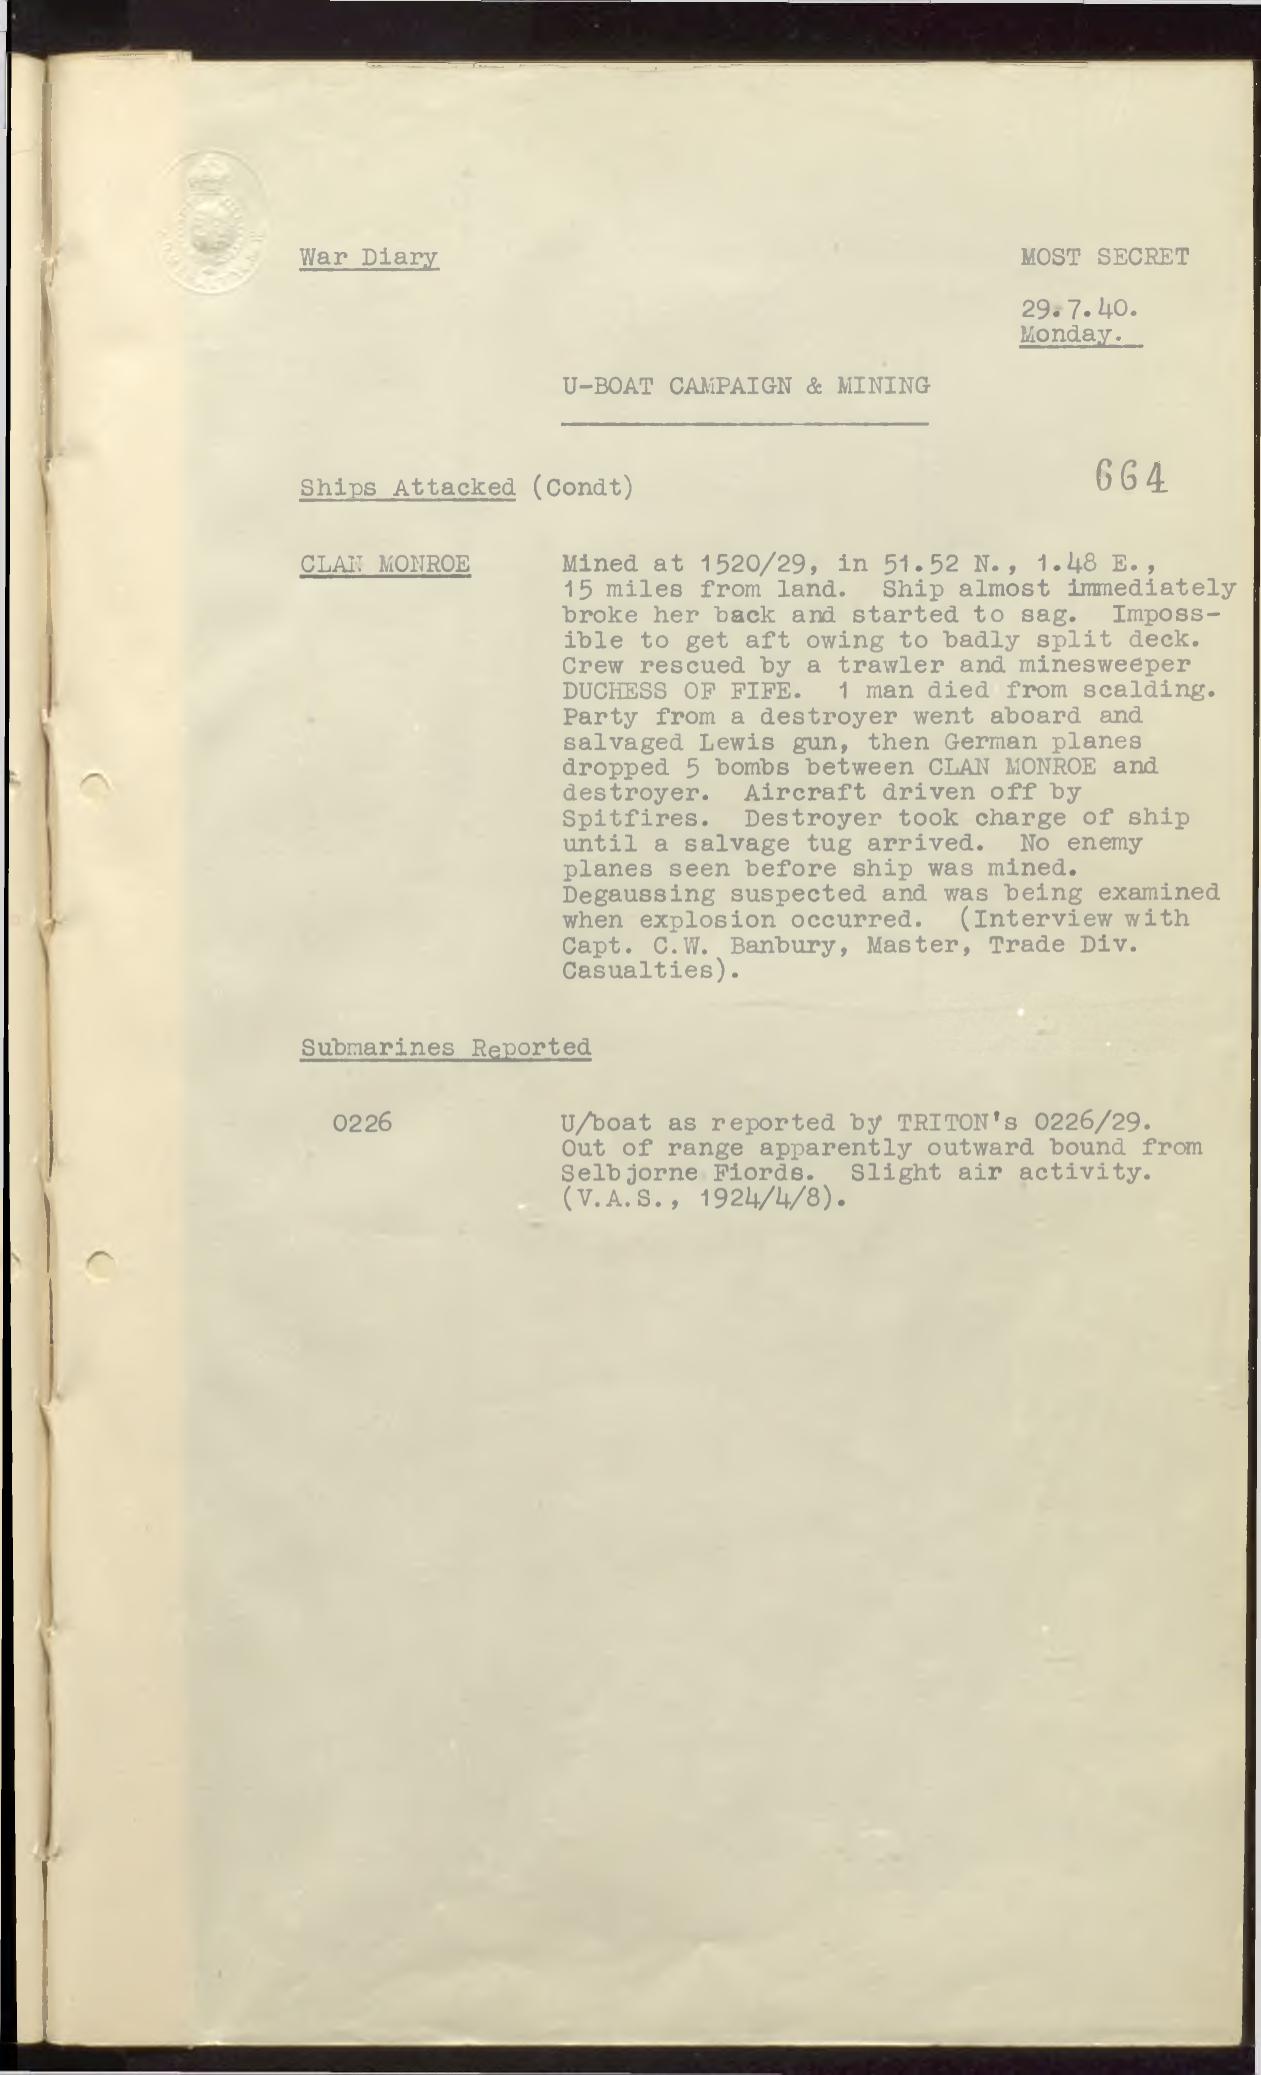 War Diary
MOST SECRET
29.7.40.
Monday.
U-BOAT CAMPAIGN & MINING
664
Ships Attacked (Condt)
CLAN MONROE
Mined at 1520/29, in 51.52 N., 1.48 E.,
15 miles from land. Ship almost immediately
broke her back and started to sag. Imposs-
ible to get aft owing to badly split deck.
Crew rescued by a trawler and minesweeper
DUCHESS OF FIFE. 1 man died from scalding.
Party from a destroyer went aboard and
salvaged Lewis gun, then German planes
dropped 5 bombs between CLAN MONROE and
destroyer. Aircraft driven off by
Spitfires. Destroyer took charge of ship
until a salvage tug arrived. No enemy
planes seen before ship was mined.
Degaussing suspected and was being examined
when explosion occurred. (Interview with
Capt. C.W. Banbury, Master, Trade Div.
Casualties).
Submarines Reported
0226
U/boat as reported by TRITON's 0226/29.
Out of range apparently outward bound from
Selbjorne Fiords. Slight air activity.
(V.A.S., 1924/4/8).